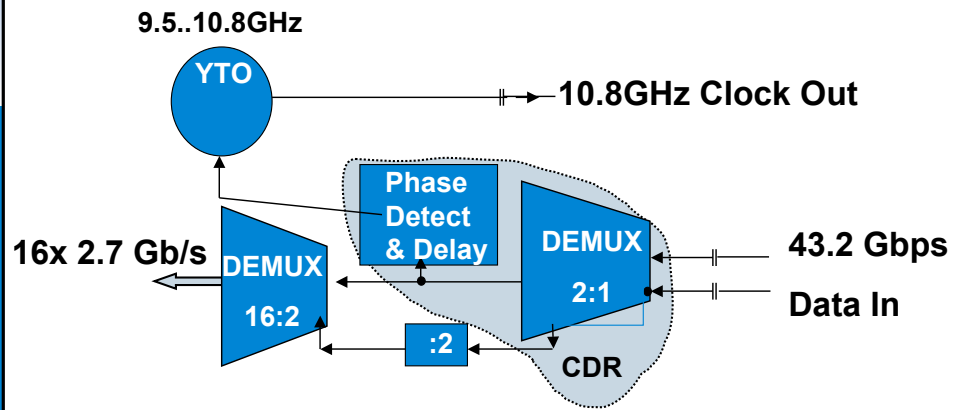 9.5..10.8GHz
YTO
10.8GHz Clock Out
Phase
Detect
& Delay
16x 2.7 Gb/s
DEMUX
16:2
DEMUX
2:1
43.2 Gbps
Data In
:2
CDR